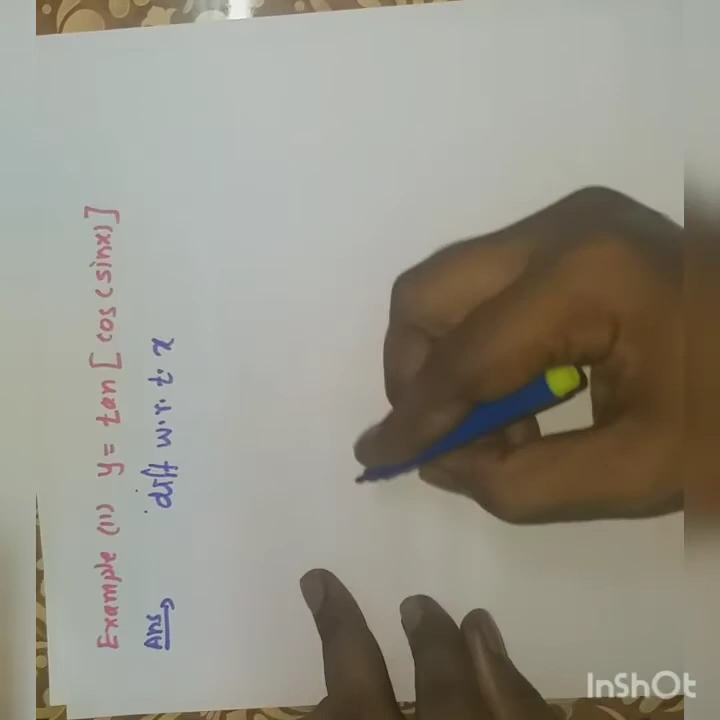 Example (11) y = tan [ cos (sinx) ]
Ans, diff w.r.t. x
InShOt